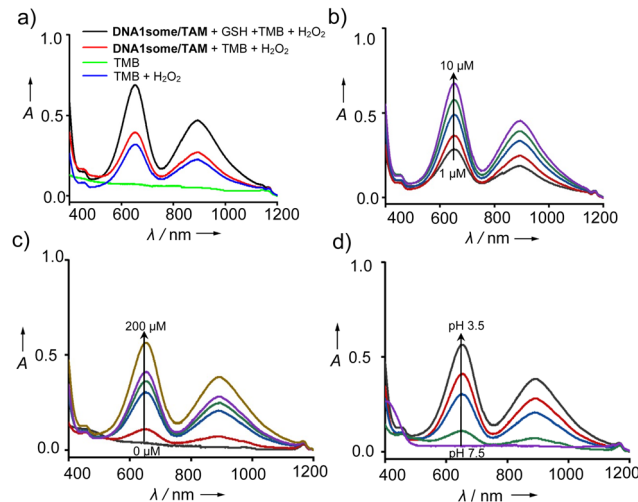 a)
DNA1some/TAM + GSH +TMB + H₂O₂
DNA1some/TAM + TMB + H₂O₂
TMB
TMB + H₂O₂
A
1.0
0.5
0.0
400 600 800 1000 1200
λ / nm
b)
10 µM
1 µM
A
1.0
0.5
0.0
400 600 800 1000 1200
λ / nm
c)
200 µM
0 µM
A
1.0
0.5
0.0
400 600 800 1000 1200
λ / nm
d)
pH 3.5
pH 7.5
A
1.0
0.5
0.0
400 600 800 1000 1200
λ / nm